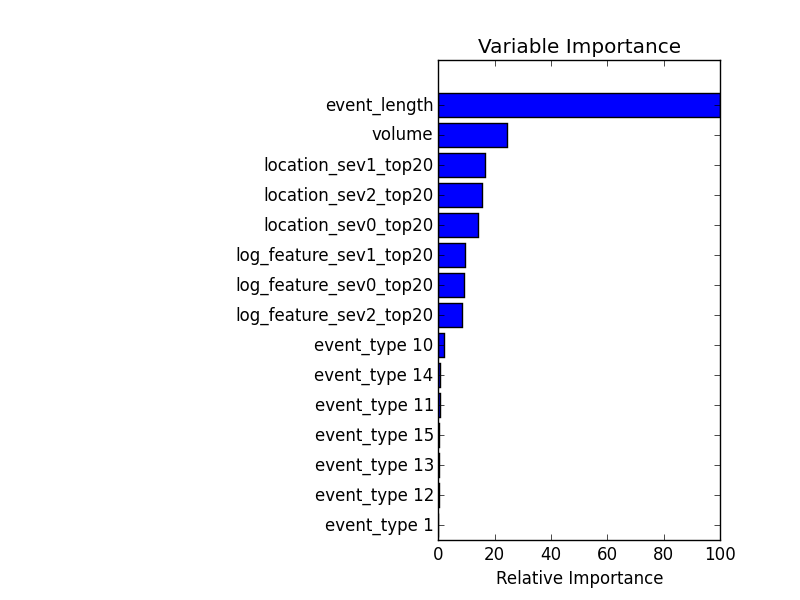 Variable Importance
event_length
volume
location_sev1_top20
location_sev2_top20
location_sev0_top20
log_feature_sev1_top20
log_feature_sev0_top20
log_feature_sev2_top20
event_type 10
event_type 14
event_type 11
event_type 15
event_type 13
event_type 12
event_type 1
0 20 40 60 80 100
Relative Importance